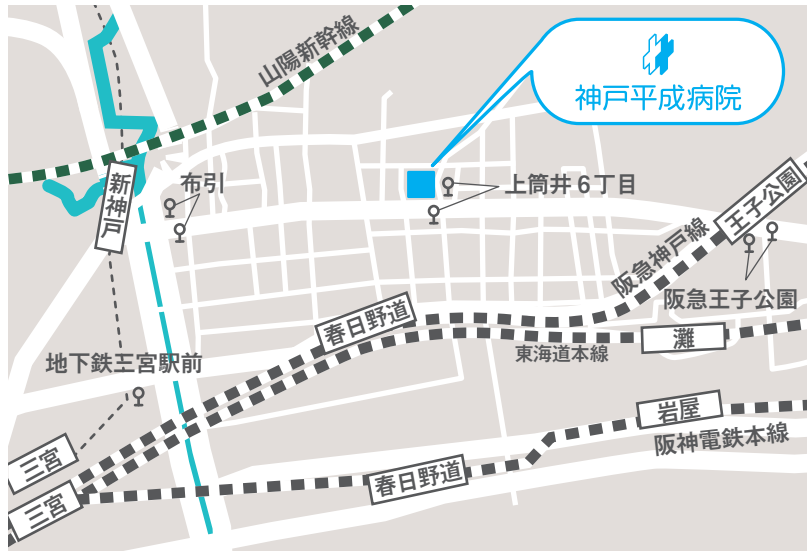 山陽新幹線
神戸平成病院
新神戸
布引
上筒井6丁目
王子公園
阪急神戸線
阪急王子公園
春日野道
灘
東海道本線
地下鉄三宮駅前
岩屋
阪神電鉄本線
三宮
春日野道
三宮